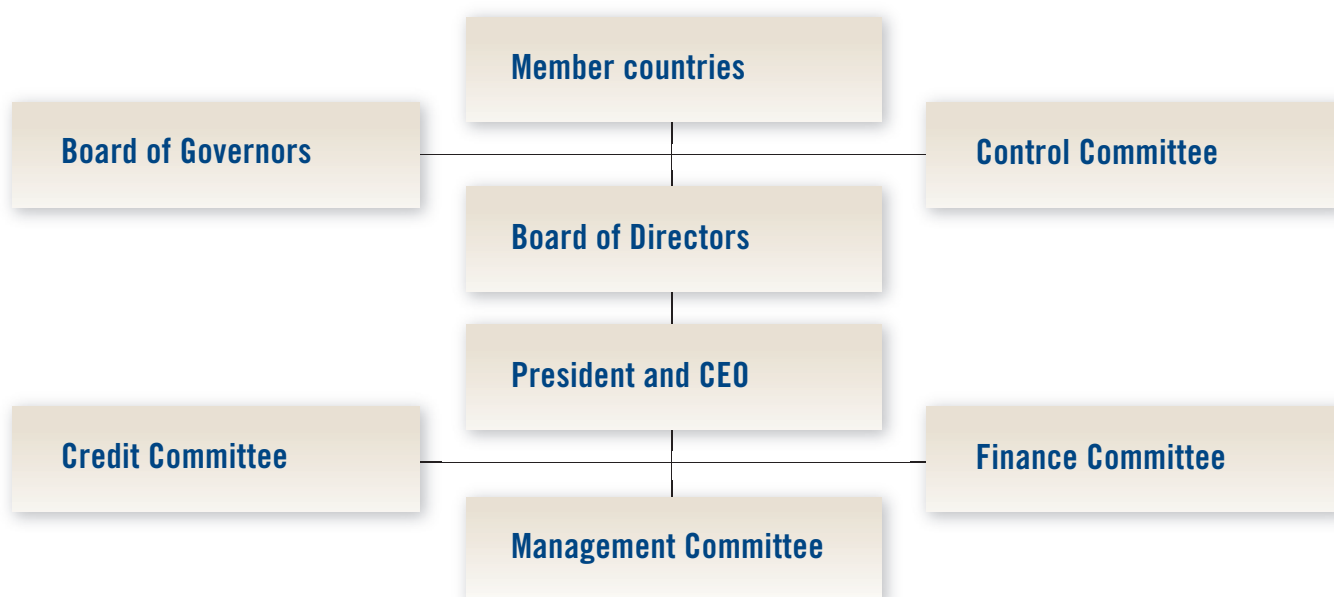 Member countries
Board of Governors
Control Committee
Board of Directors
President and CEO
Credit Committee
Finance Committee
Management Committee